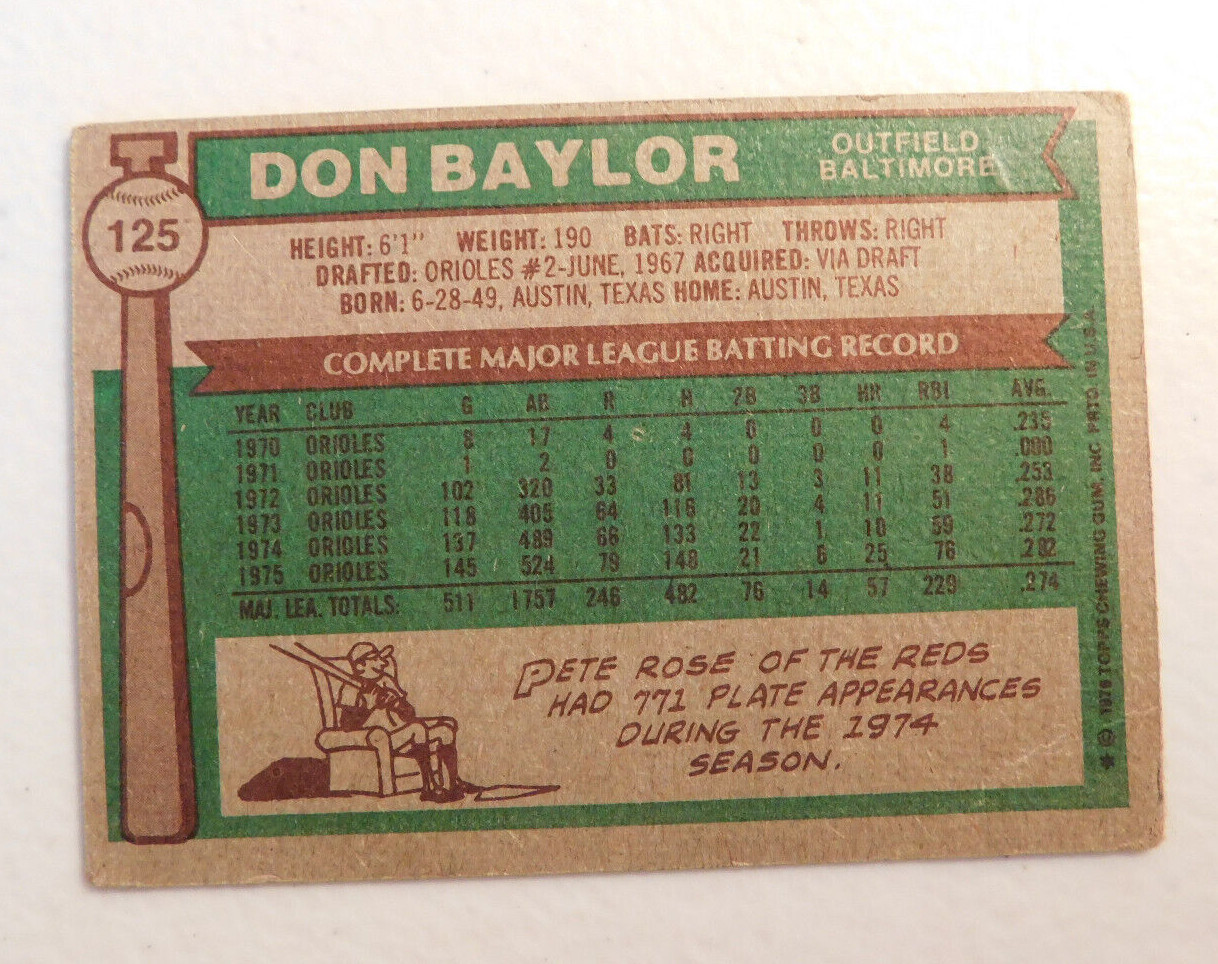 DON BAYLOR
OUTFIELD
BALTIMORE
125
HEIGHT: 6'1" WEIGHT: 190 BATS: RIGHT THROWS: RIGHT
DRAFTED: ORIOLES #2-JUNE, 1967 ACQUIRED: VIA DRAFT
BORN: 6-28-49, AUSTIN, TEXAS HOME: AUSTIN, TEXAS
COMPLETE MAJOR LEAGUE BATTING RECORD
YEAR CLUB G AB R H 2B 3B HR RBI AVG.
1970 ORIOLES 8 17 4 4 0 0 0 4 .235
1971 ORIOLES 1 2 0 0 0 0 0 1 .000
1972 ORIOLES 102 320 33 81 13 3 11 38 .253
1973 ORIOLES 118 405 64 116 20 4 11 51 .286
1974 ORIOLES 137 489 66 133 22 1 10 59 .272
1975 ORIOLES 145 524 79 148 21 6 25 76 .282
MAJ. LEA. TOTALS: 511 1757 246 482 76 14 57 229 .274
PETE ROSE OF THE REDS
HAD 771 PLATE APPEARANCES
DURING THE 1974
SEASON.
★ © 1976 TOPPS CHEWING GUM, INC. PRTD. IN U.S.A.